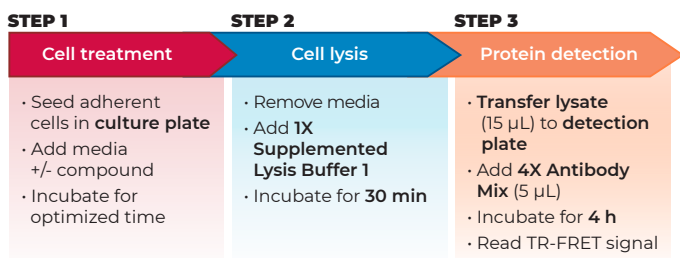 STEP 1
Cell treatment
· Seed adherent
cells in culture plate
· Add media
+/- compound
· Incubate for
optimized time
STEP 2
Cell lysis
· Remove media
· Add 1X
Supplemented
Lysis Buffer 1
· Incubate for 30 min
STEP 3
Protein detection
· Transfer lysate
(15 µL) to detection
plate
· Add 4X Antibody
Mix (5 µL)
· Incubate for 4 h
· Read TR-FRET signal